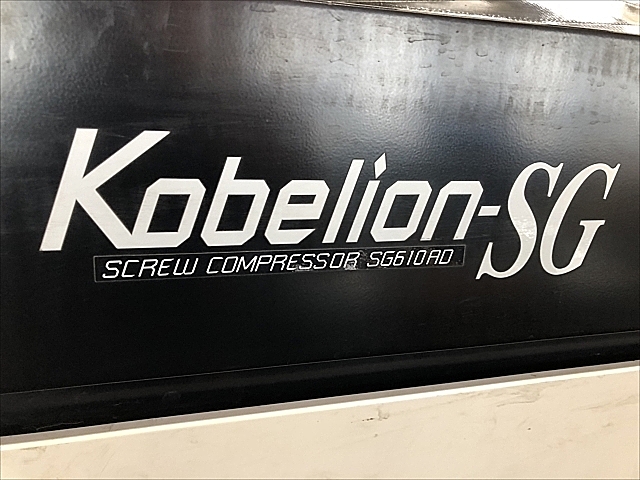 Kobelion-SG
SCREW COMPRESSOR SG610AD